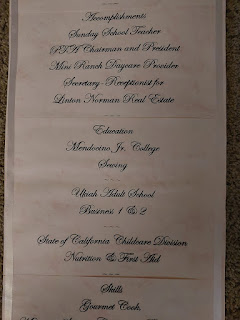 Accomplishments
Sunday School Teacher
P.T.A Chairman and President
Mini Ranch Daycare Provider
Secretary-Receptionist for
Linton Norman Real Estate
Education
Mendocino Jr. College
Sewing
Ukiah Adult School
Business 1 & 2
State of California Childcare Division
Nutrition & First Aid
Skills
Gourmet Cook,